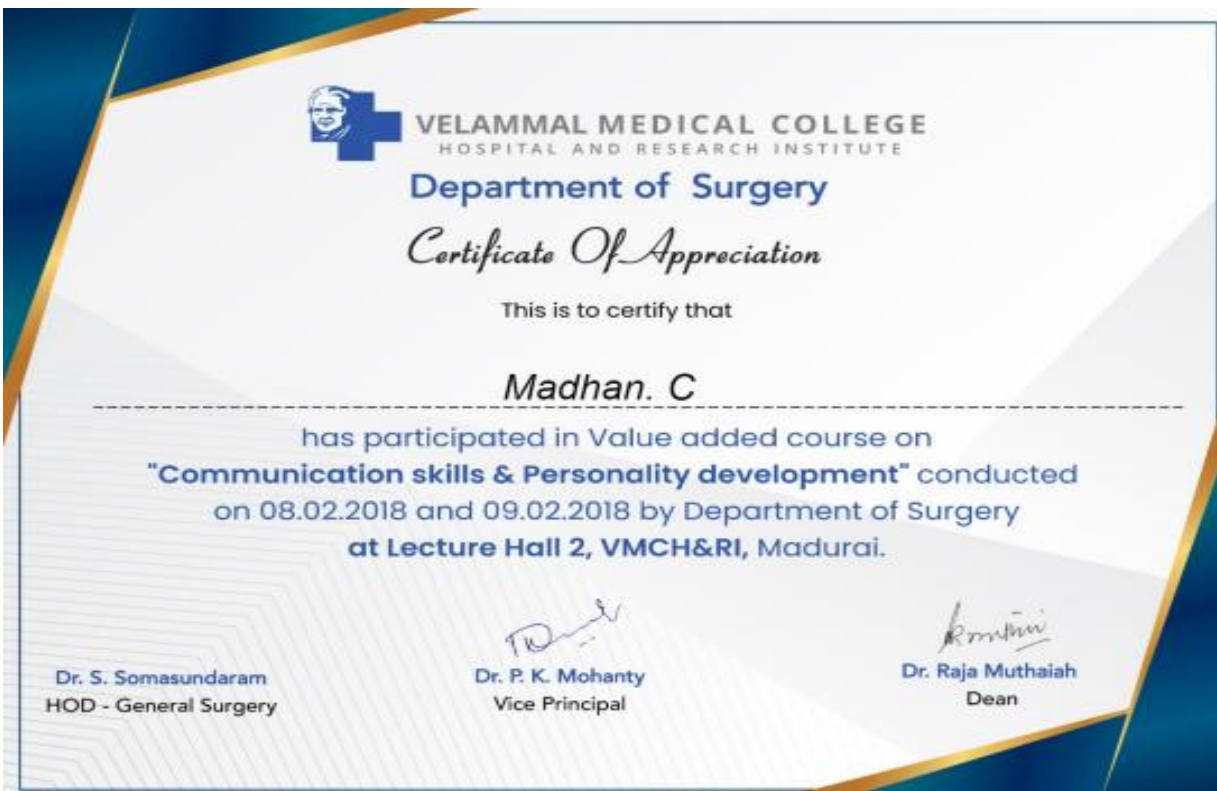 VELAMMAL MEDICAL COLLEGE
HOSPITAL AND RESEARCH INSTITUTE
Department of Surgery
Certificate Of Appreciation
This is to certify that
Madhan. C
has participated in Value added course on
"Communication skills & Personality development" conducted
on 08.02.2018 and 09.02.2018 by Department of Surgery
at Lecture Hall 2, VMCH&RI, Madurai.
Dr. S. Somasundaram
HOD - General Surgery
Dr. P. K. Mohanty
Vice Principal
Dr. Raja Muthaiah
Dean